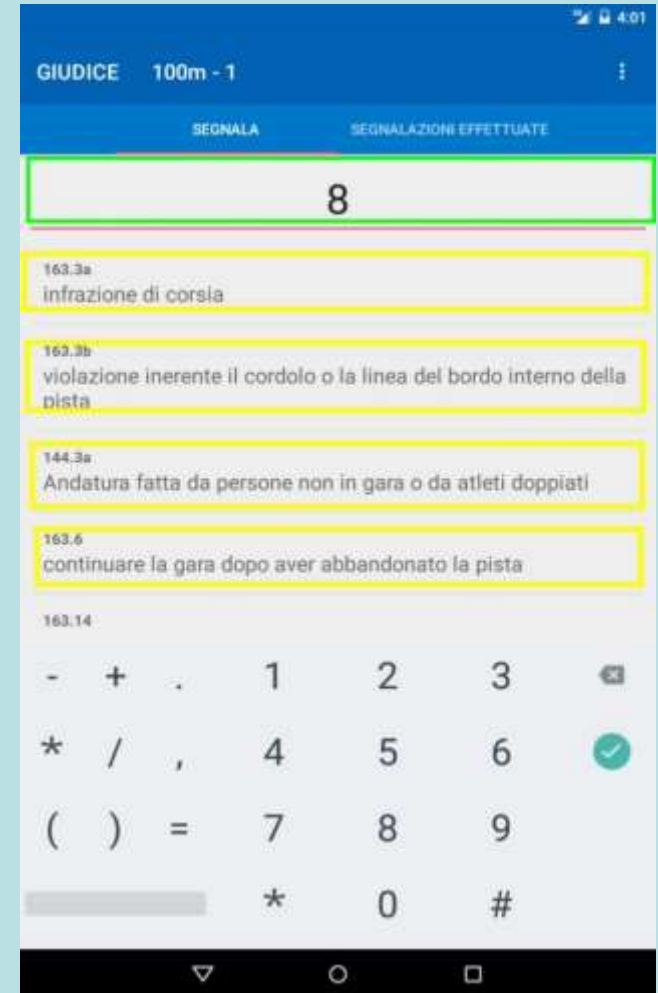 4:01
GIUDICE 100m - 1
SEGNALA SEGNALAZIONI EFFETTUATE
8
163.3a
infrazione di corsia
163.3b
violazione inerente il cordolo o la linea del bordo interno della
pista
144.3a
Andatura fatta da persone non in gara o da atleti doppiati
163.6
continuare la gara dopo aver abbandonato la pista
163.14
- + . 1 2 3
* / , 4 5 6
( ) = 7 8 9
* 0 #